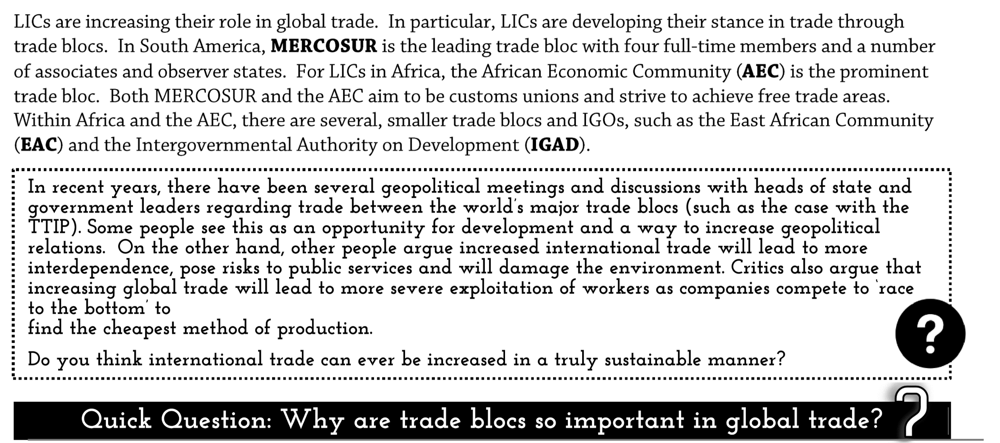 LICs are increasing their role in global trade.  In particular, LICs are developing their stance in trade through
trade blocs.  In South America, MERCOSUR is the leading trade bloc with four full-time members and a number
of associates and observer states.  For LICs in Africa, the African Economic Community (AEC) is the prominent
trade bloc.  Both MERCOSUR and the AEC aim to be customs unions and strive to achieve free trade areas.
Within Africa and the AEC, there are several, smaller trade blocs and IGOs, such as the East African Community
(EAC) and the Intergovernmental Authority on Development (IGAD).
In recent years, there have been several geopolitical meetings and discussions with heads of state and
government leaders regarding trade between the world's major trade blocs (such as the case with the
TTIP). Some people see this as an opportunity for development and a way to increase geopolitical
relations.  On the other hand, other people argue increased international trade will lead to more
interdependence, pose risks to public services and will damage the environment. Critics also argue that
increasing global trade will lead to more severe exploitation of workers as companies compete to ‘race
to the bottom’ to
find the cheapest method of production.
?
Do you think international trade can ever be increased in a truly sustainable manner?
Quick Question: Why are trade blocs so important in global trade?
?